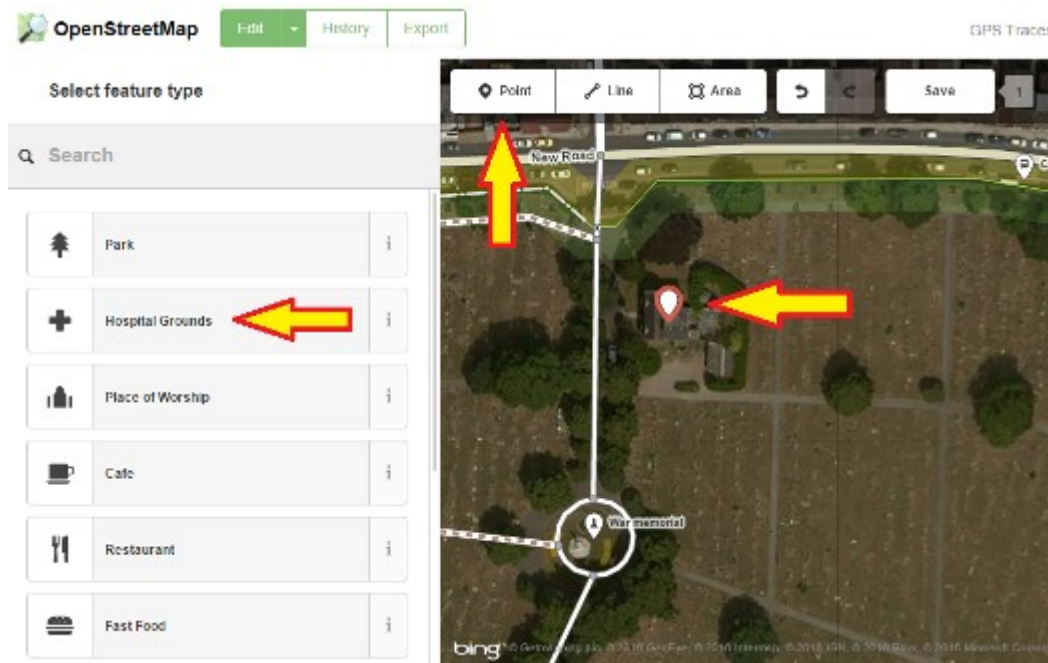 OpenStreetMap
Edit
History
Export
GPS Traces
Select feature type
Point
Line
Area
Save
1
Search
New Road
Park
i
Hospital Grounds
i
Place of Worship
i
Cafe
i
War memorial
Restaurant
i
Fast Food
i
bing